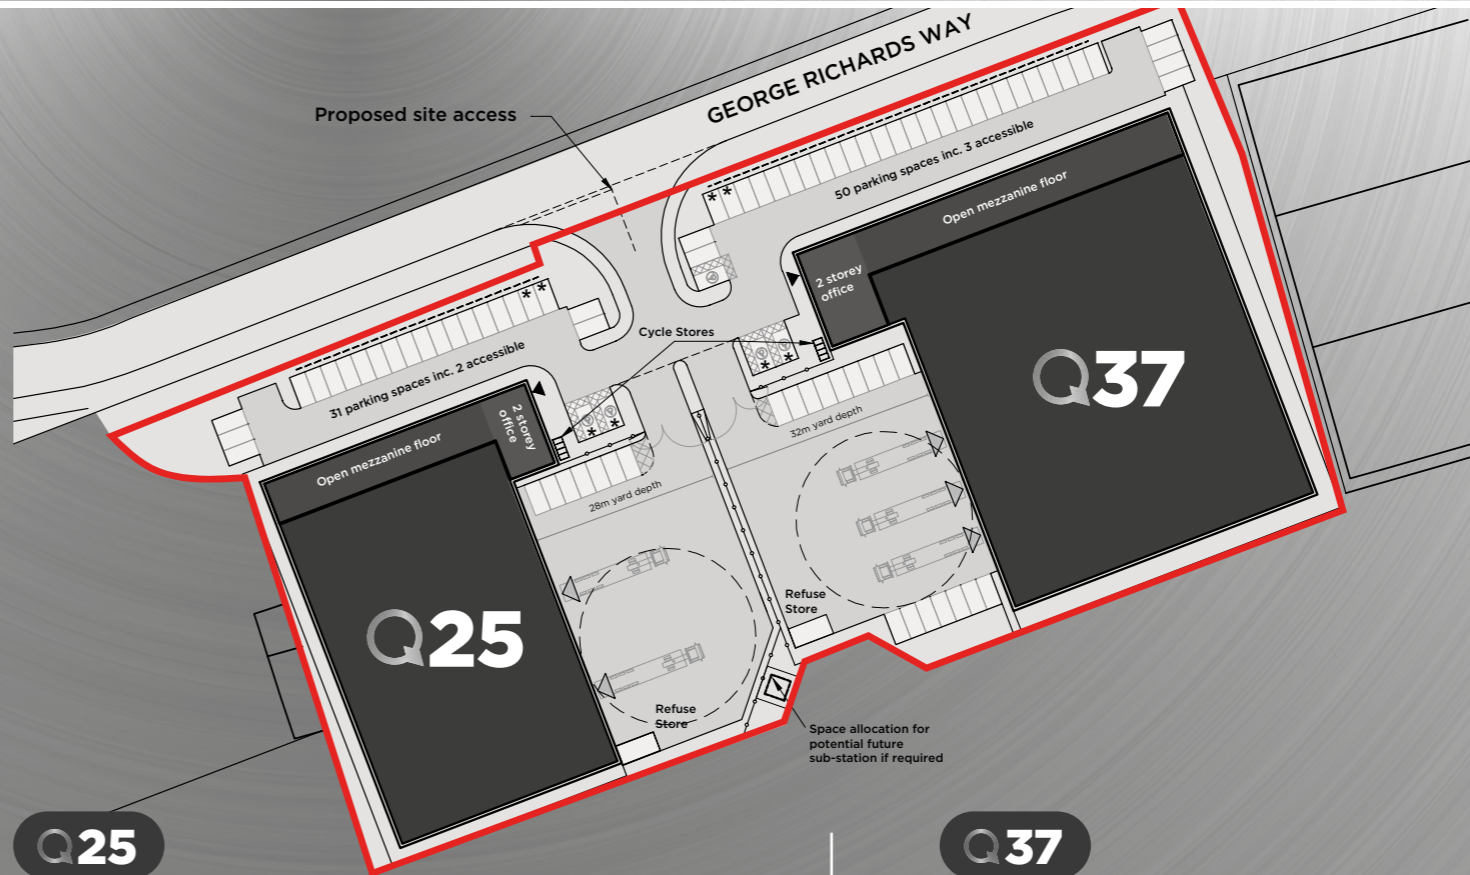 GEORGE RICHARDS WAY
Proposed site access
50 parking spaces inc. 3 accessible
Open mezzanine floor
2 storey
office
Cycle Stores
31 parking spaces inc. 2 accessible
2 storey
office
Open mezzanine floor
Q37
32m yard depth
28m yard depth
Q25
Refuse
Store
Refuse
Store
Space allocation for
potential future
sub-station if required
Q25
Q37